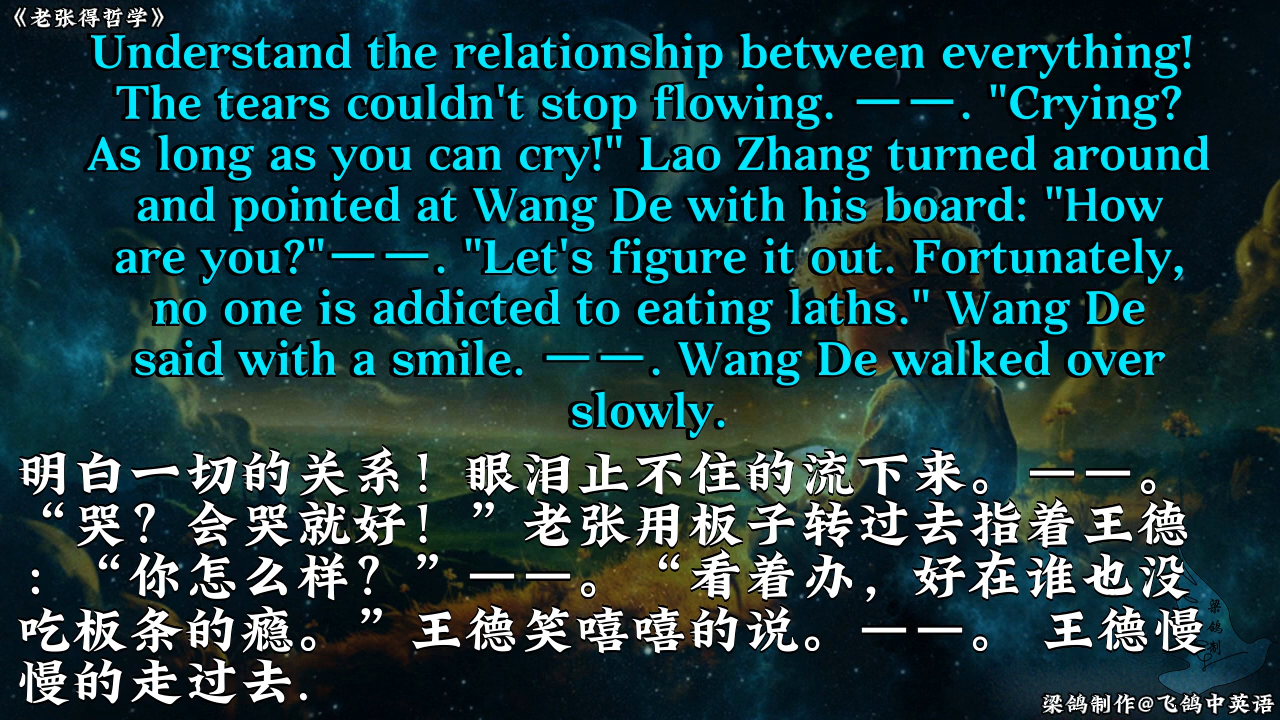 《老张得哲学》
Understand the relationship between everything!
The tears couldn't stop flowing. ——. "Crying?
As long as you can cry!" Lao Zhang turned around
and pointed at Wang De with his board: "How
are you?"——. "Let's figure it out. Fortunately,
no one is addicted to eating laths." Wang De
said with a smile. ——. Wang De walked over
slowly.
明白一切的关系！眼泪止不住的流下来。——。
“哭？会哭就好！”老张用板子转过去指着王德
：“你怎么样？”——。“看着办，好在谁也没
吃板条的瘾。”王德笑嘻嘻的说。——。 王德慢
慢的走过去.
梁鸽制
梁鸽制作@飞鸽中英语